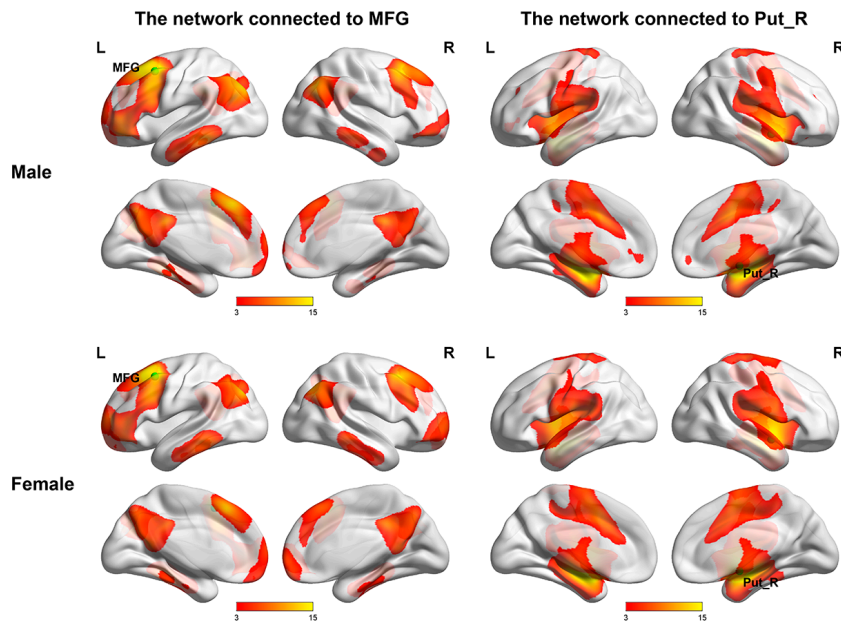 The network connected to MFG
The network connected to Put_R
L
R
L
R
MFG
Male
Put_R
3
15
3
15
L
R
L
R
MFG
Female
Put_R
3
15
3
15